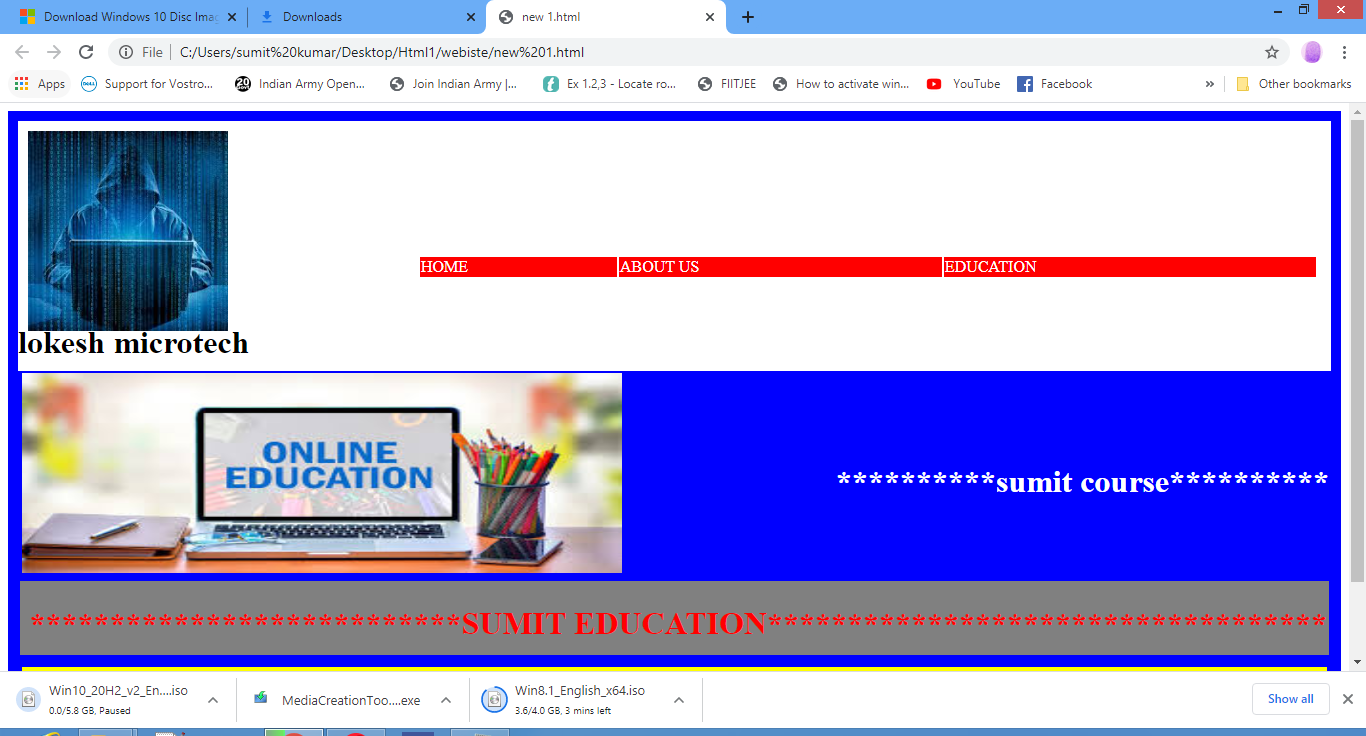 Download Windows 10 Disc Imag
Downloads
new 1.html
File
C:/Users/sumit%20kumar/Desktop/Html1/webiste/new%201.html
Apps
Support for Vostro...
Indian Army Open...
Join Indian Army |...
Ex 1.2,3 - Locate ro...
FIITJEE
How to activate win...
YouTube
Facebook
»
Other bookmarks
HOME
ABOUT US
EDUCATION
lokesh microtech
ONLINE
EDUCATION
**********sumit course**********
***************************SUMIT EDUCATION***********************************
Win10_20H2_v2_En....iso
0.0/5.8 GB, Paused
MediaCreationToo....exe
Win8.1_English_x64.iso
3.6/4.0 GB, 3 mins left
Show all